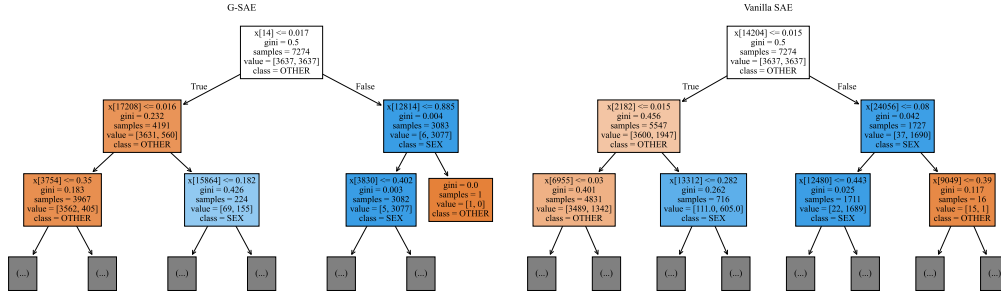 G-SAE
x[14] <= 0.017
gini = 0.5
samples = 7274
value = [3637, 3637]
class = OTHER
True
False
x[17208] <= 0.016
gini = 0.232
samples = 4191
value = [3631, 560]
class = OTHER
x[12814] <= 0.885
gini = 0.004
samples = 3083
value = [6, 3077]
class = SEX
x[3754] <= 0.35
gini = 0.183
samples = 3967
value = [3562, 405]
class = OTHER
x[15864] <= 0.182
gini = 0.426
samples = 224
value = [69, 155]
class = SEX
x[3830] <= 0.402
gini = 0.003
samples = 3082
value = [5, 3077]
class = SEX
gini = 0.0
samples = 1
value = [1, 0]
class = OTHER
(...)
(...)
(...)
(...)
(...)
(...)
Vanilla SAE
x[14204] <= 0.015
gini = 0.5
samples = 7274
value = [3637, 3637]
class = OTHER
True
False
x[2182] <= 0.015
gini = 0.456
samples = 5547
value = [3600, 1947]
class = OTHER
x[24056] <= 0.08
gini = 0.042
samples = 1727
value = [37, 1690]
class = SEX
x[6955] <= 0.03
gini = 0.401
samples = 4831
value = [3489, 1342]
class = OTHER
x[13312] <= 0.282
gini = 0.262
samples = 716
value = [111.0, 605.0]
class = SEX
x[12480] <= 0.443
gini = 0.025
samples = 1711
value = [22, 1689]
class = SEX
x[9049] <= 0.39
gini = 0.117
samples = 16
value = [15, 1]
class = OTHER
(...)
(...)
(...)
(...)
(...)
(...)
(...)
(...)